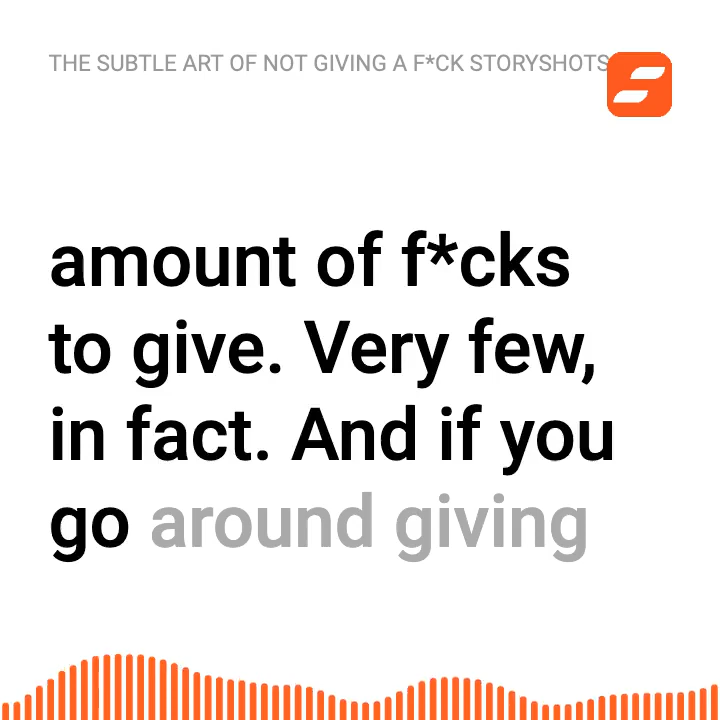 THE SUBTLE ART OF NOT GIVING A F*CK STORYSHOTS
amount of f*cks
to give. Very few,
in fact. And if you
go around giving